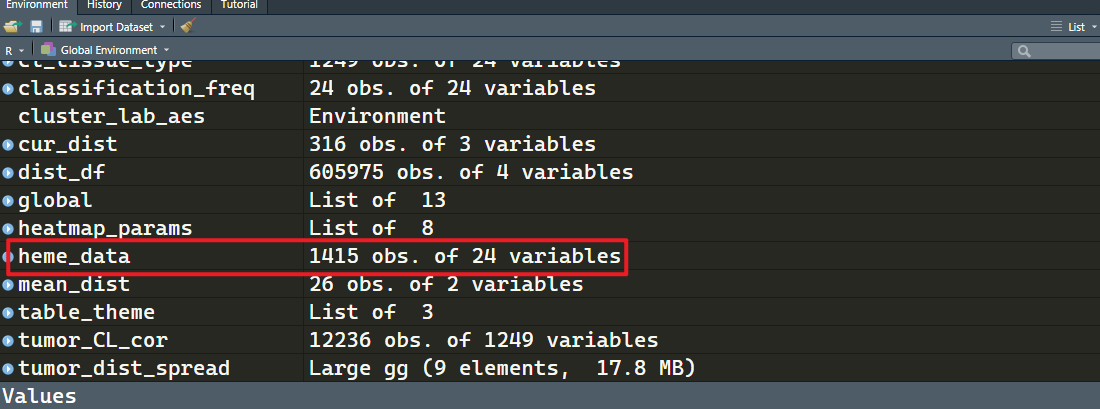 Environment History Connections Tutorial
Import Dataset List
R Global Environment
cl_tissue_type 1249 obs. of 24 variables
classification_freq 24 obs. of 24 variables
cluster_lab_aes Environment
cur_dist 316 obs. of 3 variables
dist_df 605975 obs. of 4 variables
global List of  13
heatmap_params List of  8
heme_data 1415 obs. of 24 variables
mean_dist 26 obs. of 2 variables
table_theme List of  3
tumor_CL_cor 12236 obs. of 1249 variables
tumor_dist_spread Large gg (9 elements,  17.8 MB)
Values